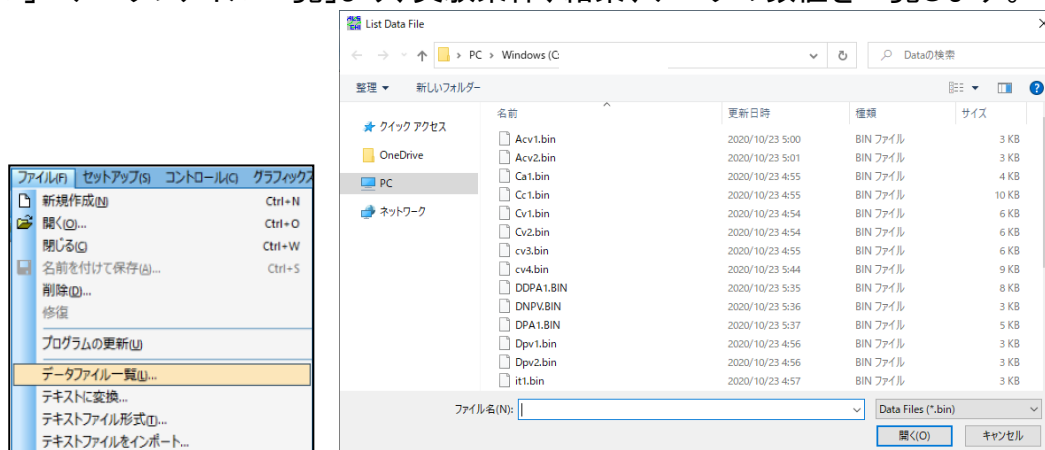 List Data File
PC > Windows (C:
Dataの検索
整理 新しいフォルダー
名前 更新日時 種類 サイズ
クイック アクセス
OneDrive
PC
ネットワーク
Acv1.bin 2020/10/23 5:00 BIN ファイル 3 KB
Acv2.bin 2020/10/23 5:01 BIN ファイル 3 KB
Ca1.bin 2020/10/23 4:55 BIN ファイル 4 KB
Cc1.bin 2020/10/23 4:55 BIN ファイル 10 KB
Cv1.bin 2020/10/23 4:54 BIN ファイル 6 KB
Cv2.bin 2020/10/23 4:54 BIN ファイル 6 KB
cv3.bin 2020/10/23 4:55 BIN ファイル 6 KB
cv4.bin 2020/10/23 5:44 BIN ファイル 9 KB
DDPA1.BIN 2020/10/23 5:35 BIN ファイル 8 KB
DNPV.BIN 2020/10/23 5:36 BIN ファイル 3 KB
DPA1.BIN 2020/10/23 5:37 BIN ファイル 5 KB
Dpv1.bin 2020/10/23 4:56 BIN ファイル 3 KB
Dpv2.bin 2020/10/23 4:56 BIN ファイル 3 KB
it1.bin 2020/10/23 4:57 BIN ファイル 3 KB
ファイル名(N): Data Files (*.bin)
開く(O) キャンセル
ファイル(F) セットアップ(S) コントロール(C) グラフィックス
新規作成(N) Ctrl+N
開く(O)... Ctrl+O
閉じる(C) Ctrl+W
名前を付けて保存(A)... Ctrl+S
削除(D)...
修復
プログラムの更新(U)
データファイル一覧(L)...
テキストに変換...
テキストファイル形式(T)...
テキストファイルをインポート...